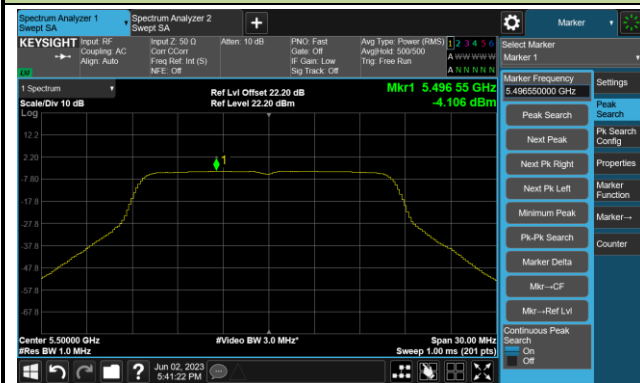 Spectrum Analyzer 1
Swept SA
Spectrum Analyzer 2
Swept SA
+
Marker
KEYSIGHT
Input: RF
Coupling: AC
Align: Auto
Input Z: 50 Ω
Corr CCorr
Freq Ref: Int (S)
NFE: Off
Atten: 10 dB
PNO: Fast
Gate: Off
IF Gain: Low
Sig Track: Off
Avg Type: Power (RMS)
Avg|Hold: 500/500
Trig: Free Run
1 2 3 4 5 6
A W W W W W
A N N N N N
LW
Select Marker
Marker 1
1 Spectrum
Scale/Div 10 dB
Log
Ref Lvl Offset 22.20 dB
Ref Level 22.20 dBm
Mkr1 5.496 55 GHz
-4.106 dBm
12.2
2.20
-7.80
-17.8
-27.8
-37.8
-47.8
-57.8
-67.8
1
Center 5.50000 GHz
#Res BW 1.0 MHz
#Video BW 3.0 MHz*
Span 30.00 MHz
Sweep 1.00 ms (201 pts)
Marker Frequency
5.496550000 GHz
Peak Search
Next Peak
Next Pk Right
Next Pk Left
Minimum Peak
Pk-Pk Search
Marker Delta
Mkr→CF
Mkr→Ref Lvl
Continuous Peak
Search
On
Off
Settings
Peak
Search
Pk Search
Config
Properties
Marker
Function
Marker→
Counter
?
Jun 02, 2023
5:41:22 PM